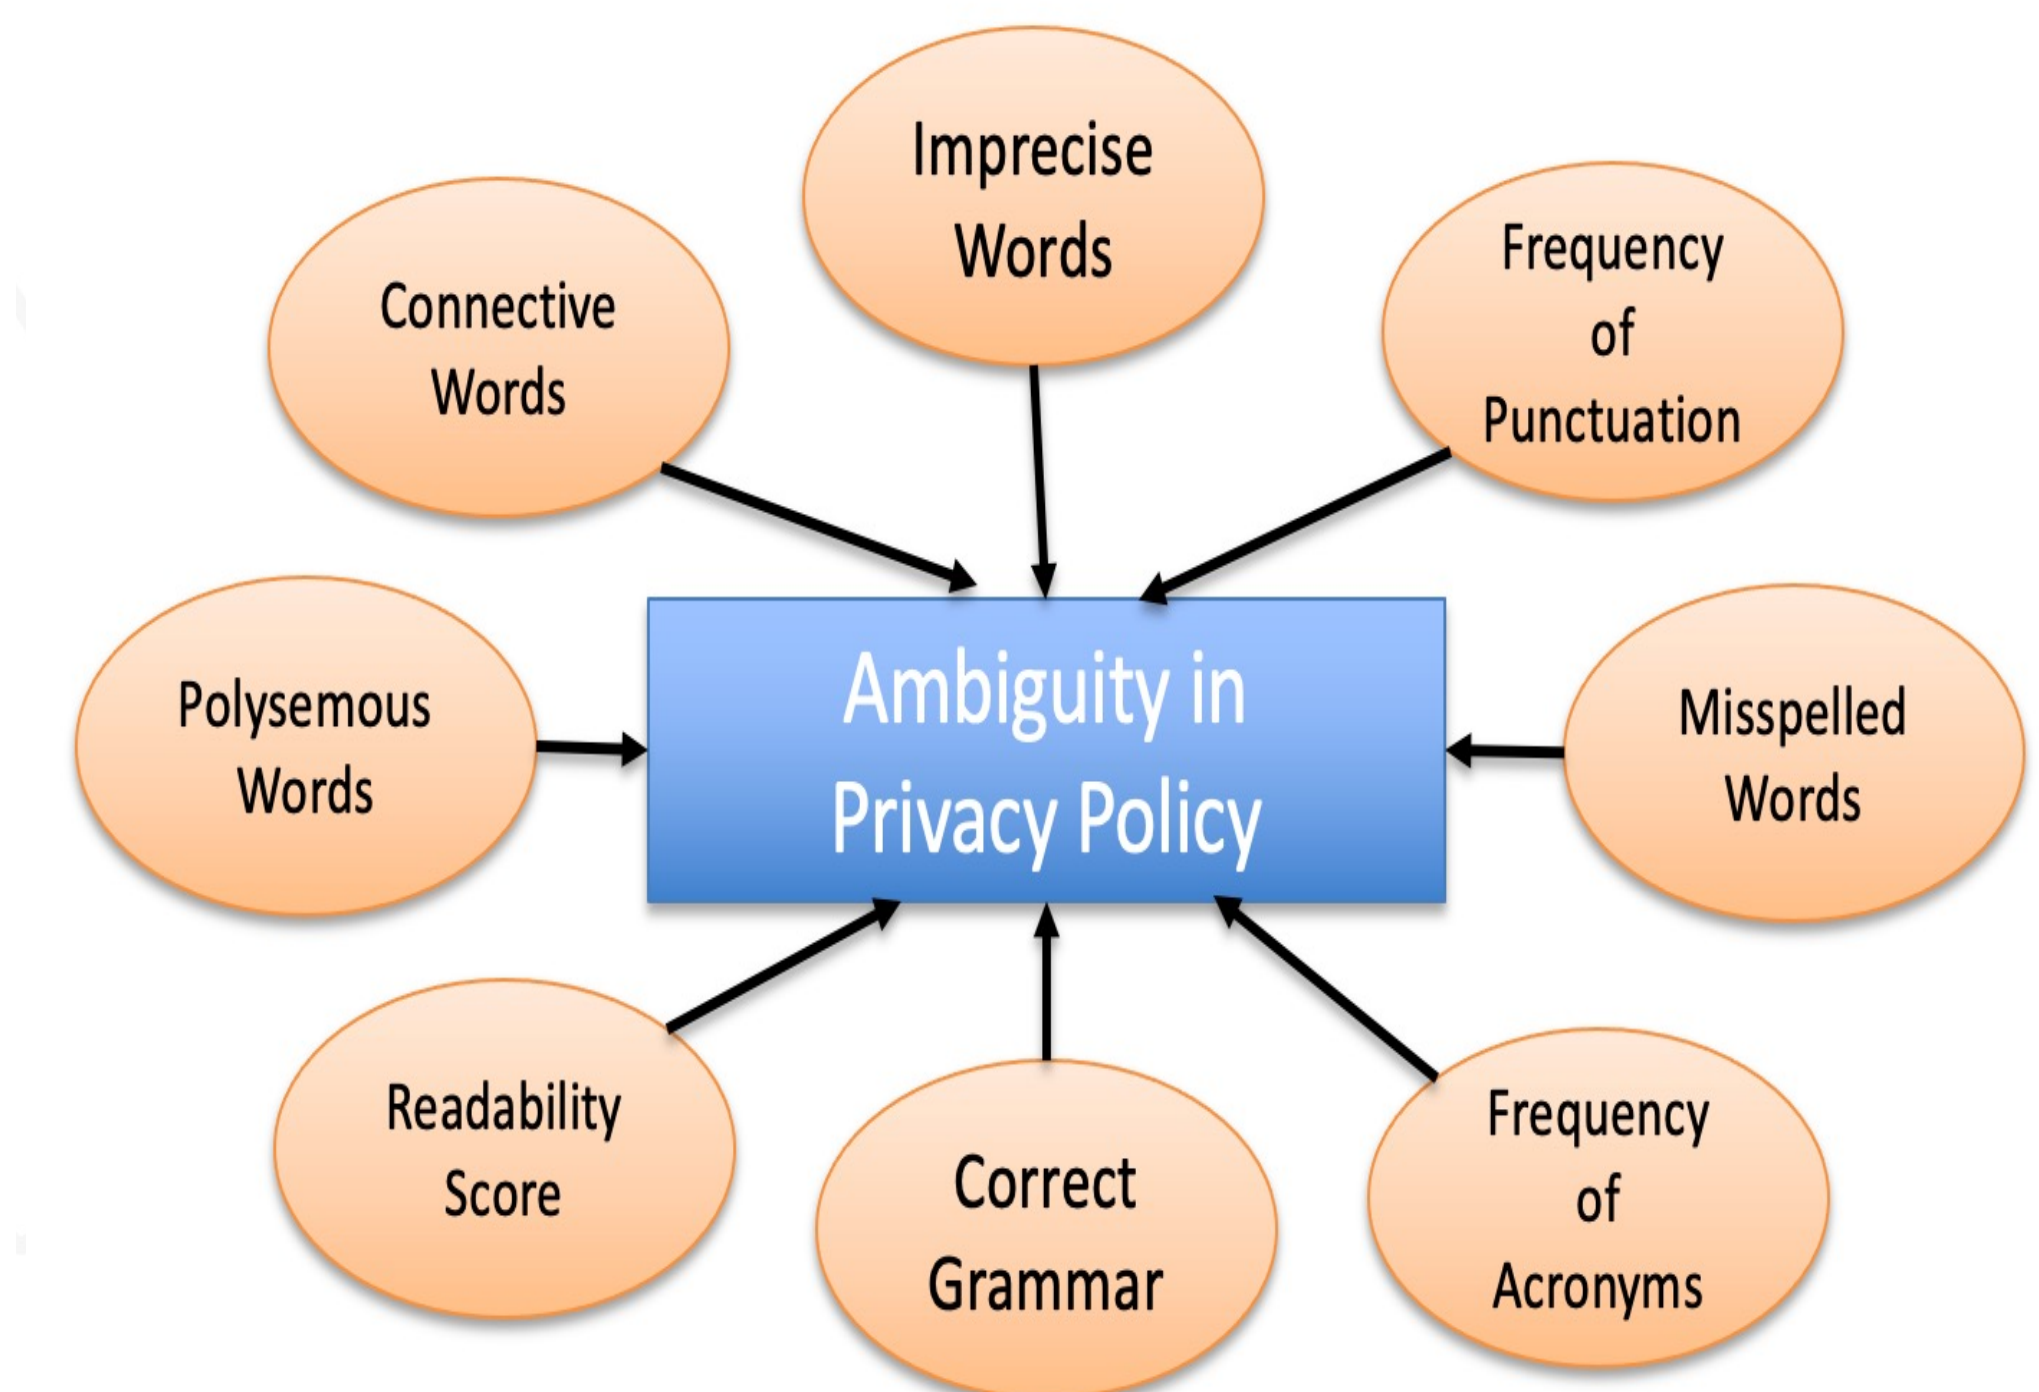 Imprecise
Words
Connective
Words
Frequency
of
Punctuation
Polysemous
Words
Ambiguity in
Privacy Policy
Misspelled
Words
Readability
Score
Correct
Grammar
Frequency
of
Acronyms